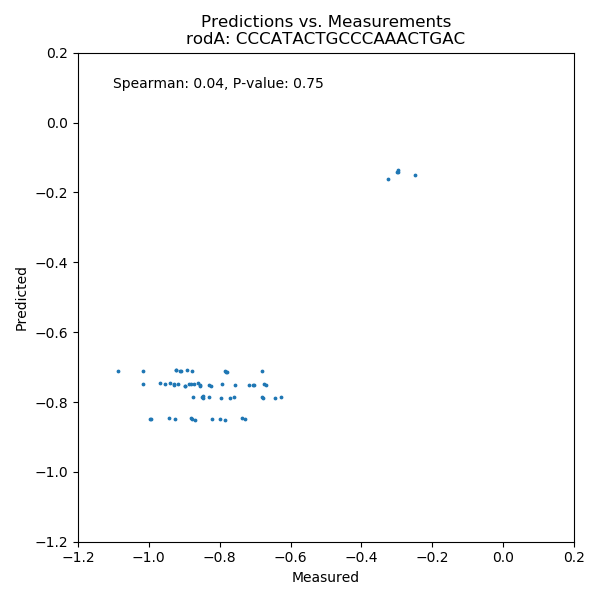 Predictions vs. Measurements
rodA: CCCATACTGCCCAAACTGAC
Spearman: 0.04, P-value: 0.75
0.2
0.0
−0.2
−0.4
−0.6
−0.8
−1.0
−1.2
Predicted
−1.2 −1.0 −0.8 −0.6 −0.4 −0.2 0.0 0.2
Measured